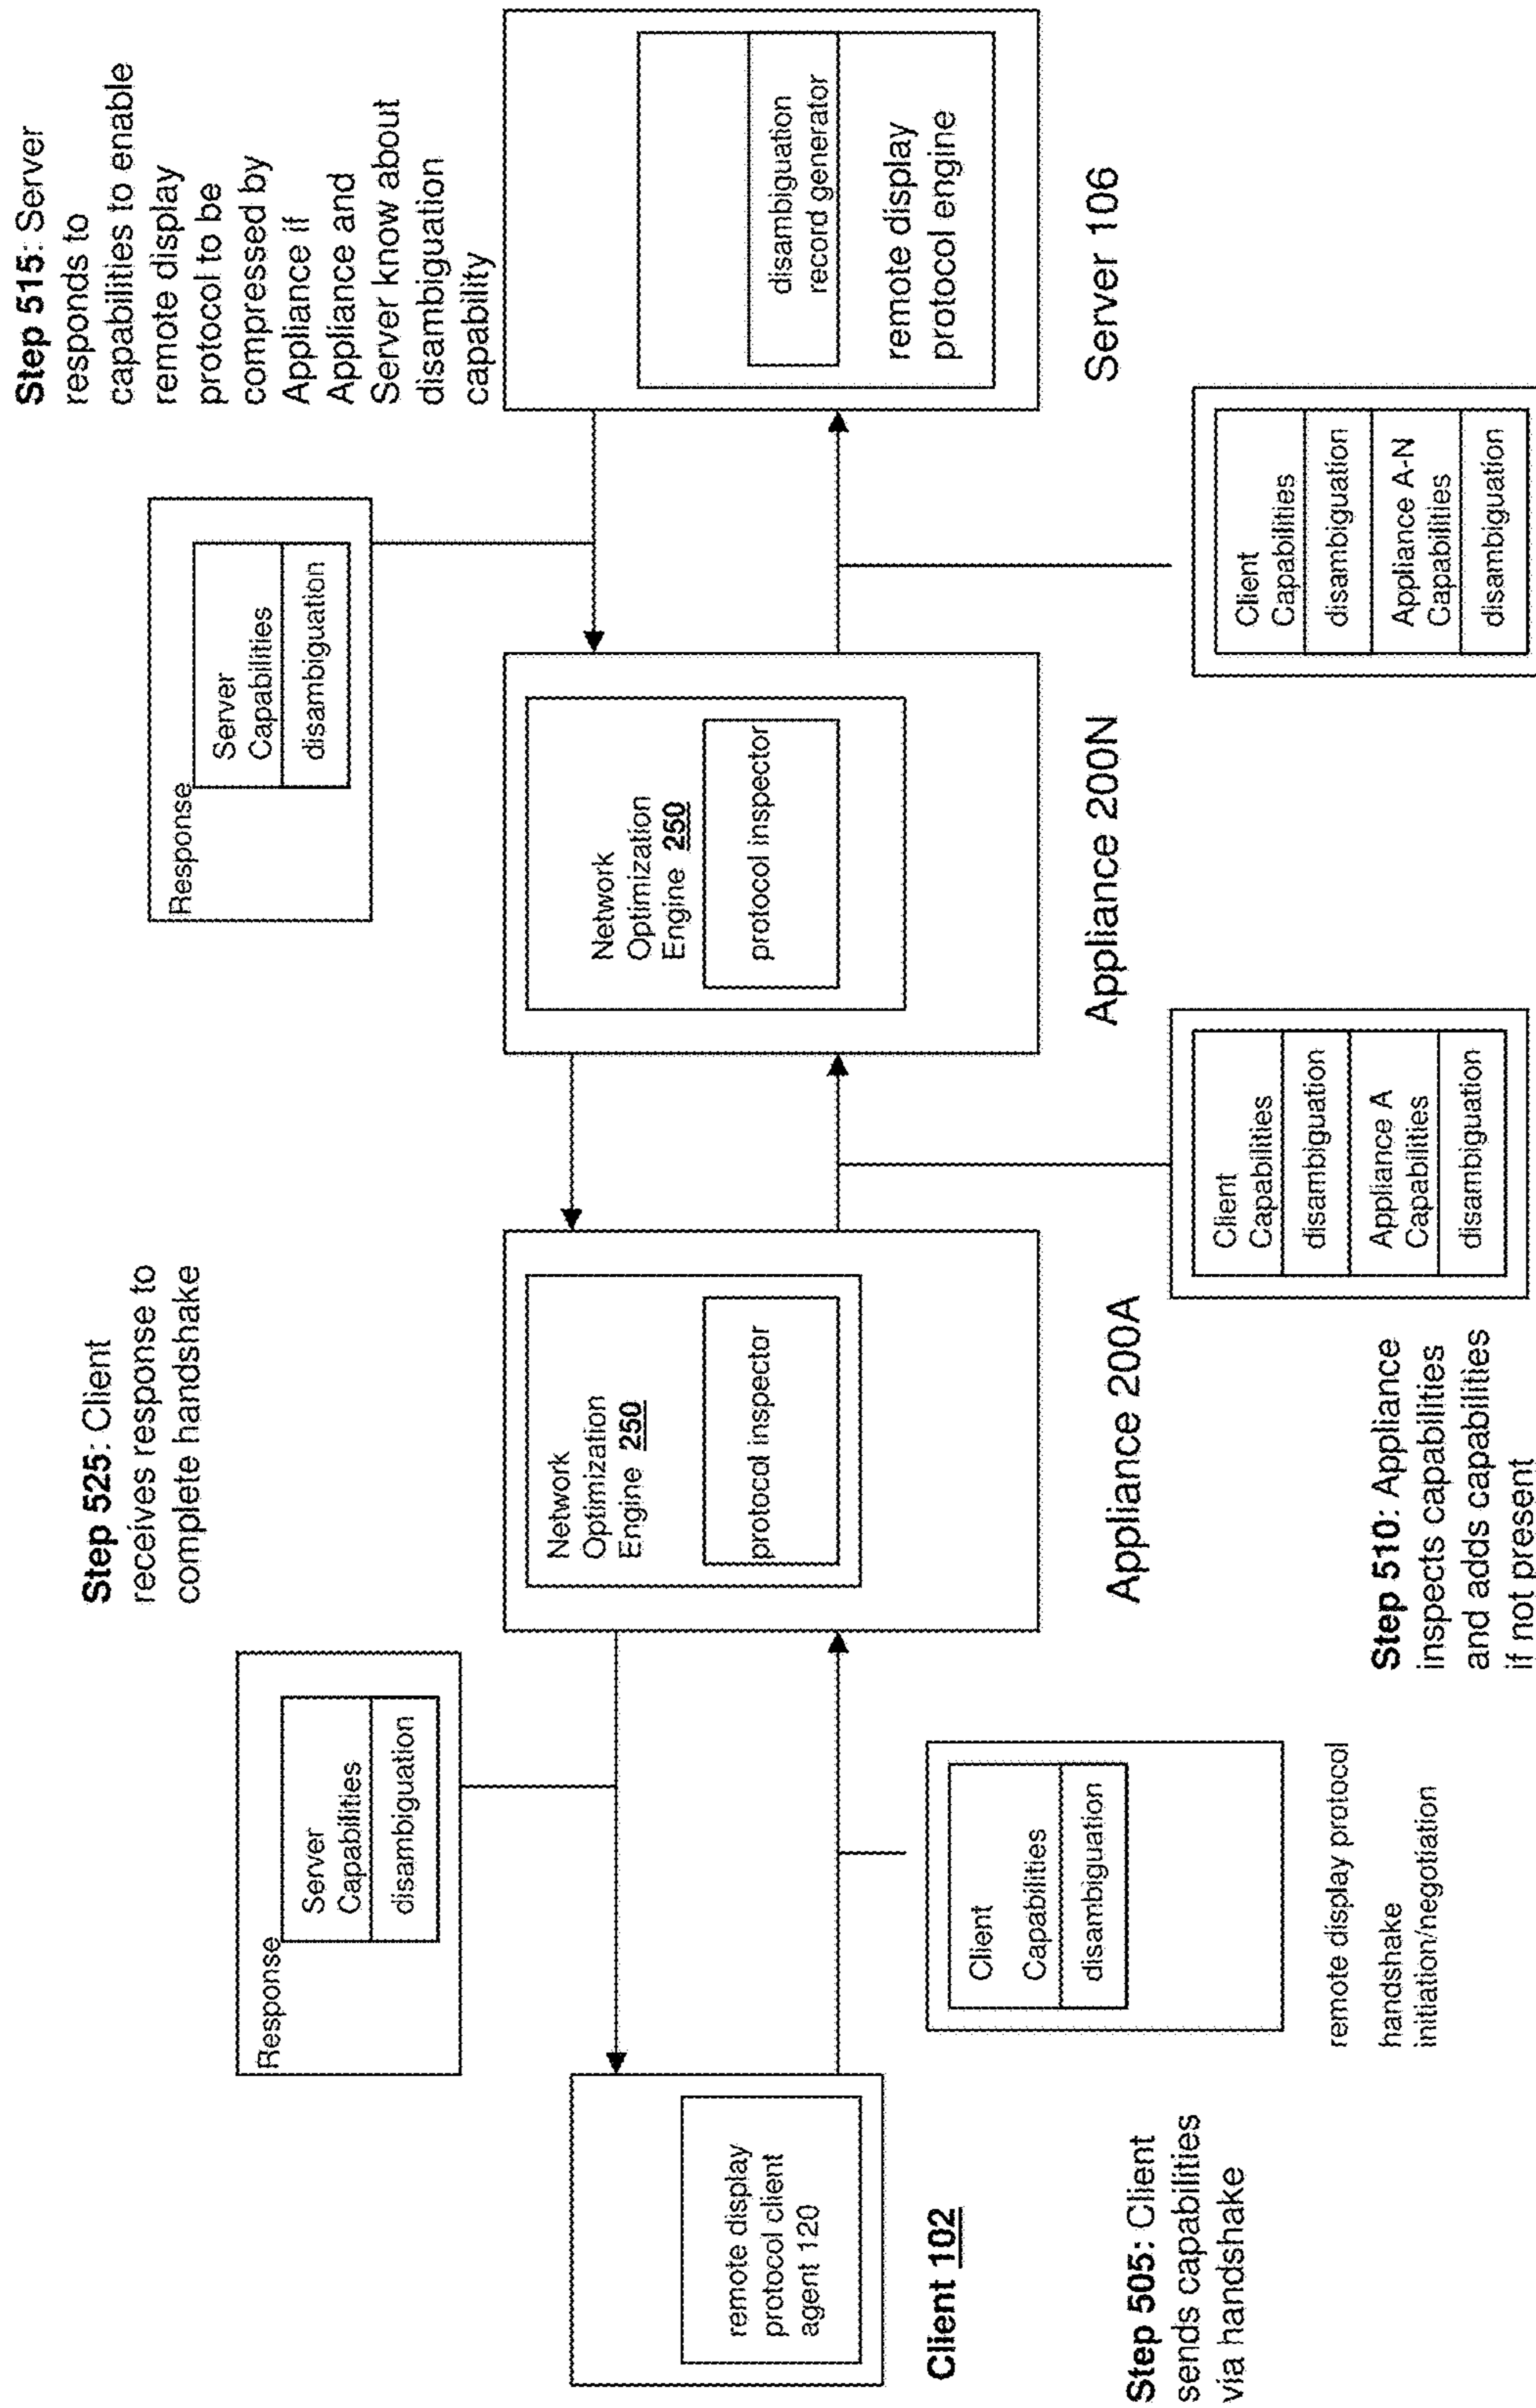 Step 515: Server
responds to
capabilities to enable
remote display
protocol to be
compressed by
Appliance if
Appliance and
Server know about
disambiguation
capability
Step 525: Client
receives response to
complete handshake
Response
Server
Capabilities
disambiguation
Response
Server
Capabilities
disambiguation
remote display
protocol client
agent 120
Client 102
Network
Optimization
Engine 250
protocol inspector
Appliance 200A
Network
Optimization
Engine 250
protocol inspector
Appliance 200N
disambiguation
record generator
remote display
protocol engine
Server 106
Step 505: Client
sends capabilities
via handshake
Client
Capabilities
disambiguation
remote display protocol
handshake
initiation/negotiation
Step 510: Appliance
inspects capabilities
and adds capabilities
if not present
Client
Capabilities
disambiguation
Appliance A
Capabilities
disambiguation
Client
Capabilities
disambiguation
Appliance A-N
Capabilities
disambiguation